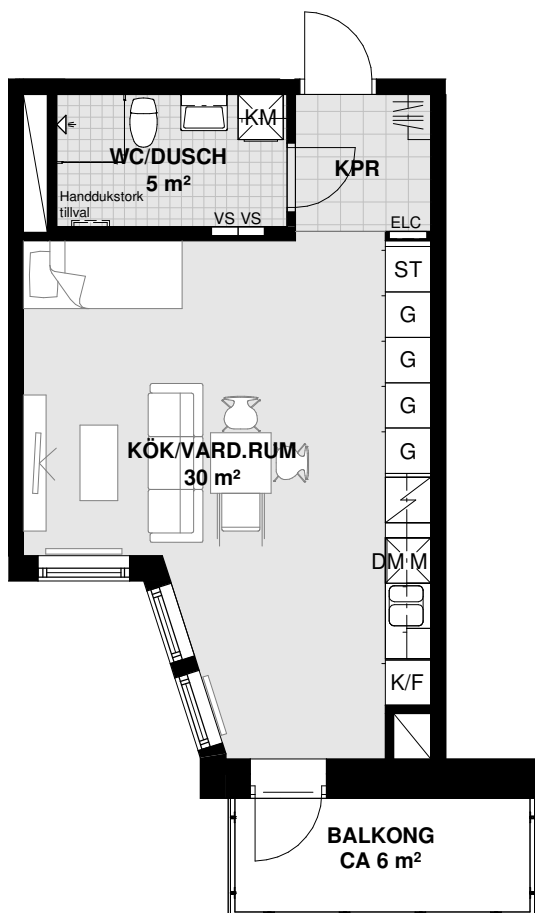 KM
WC/DUSCH
5 m²
KPR
Handdukstork
tillval
VS VS
ELC
ST
G
G
G
G
KÖK/VARD.RUM
30 m²
DM M
K/F
BALKONG
CA 6 m²